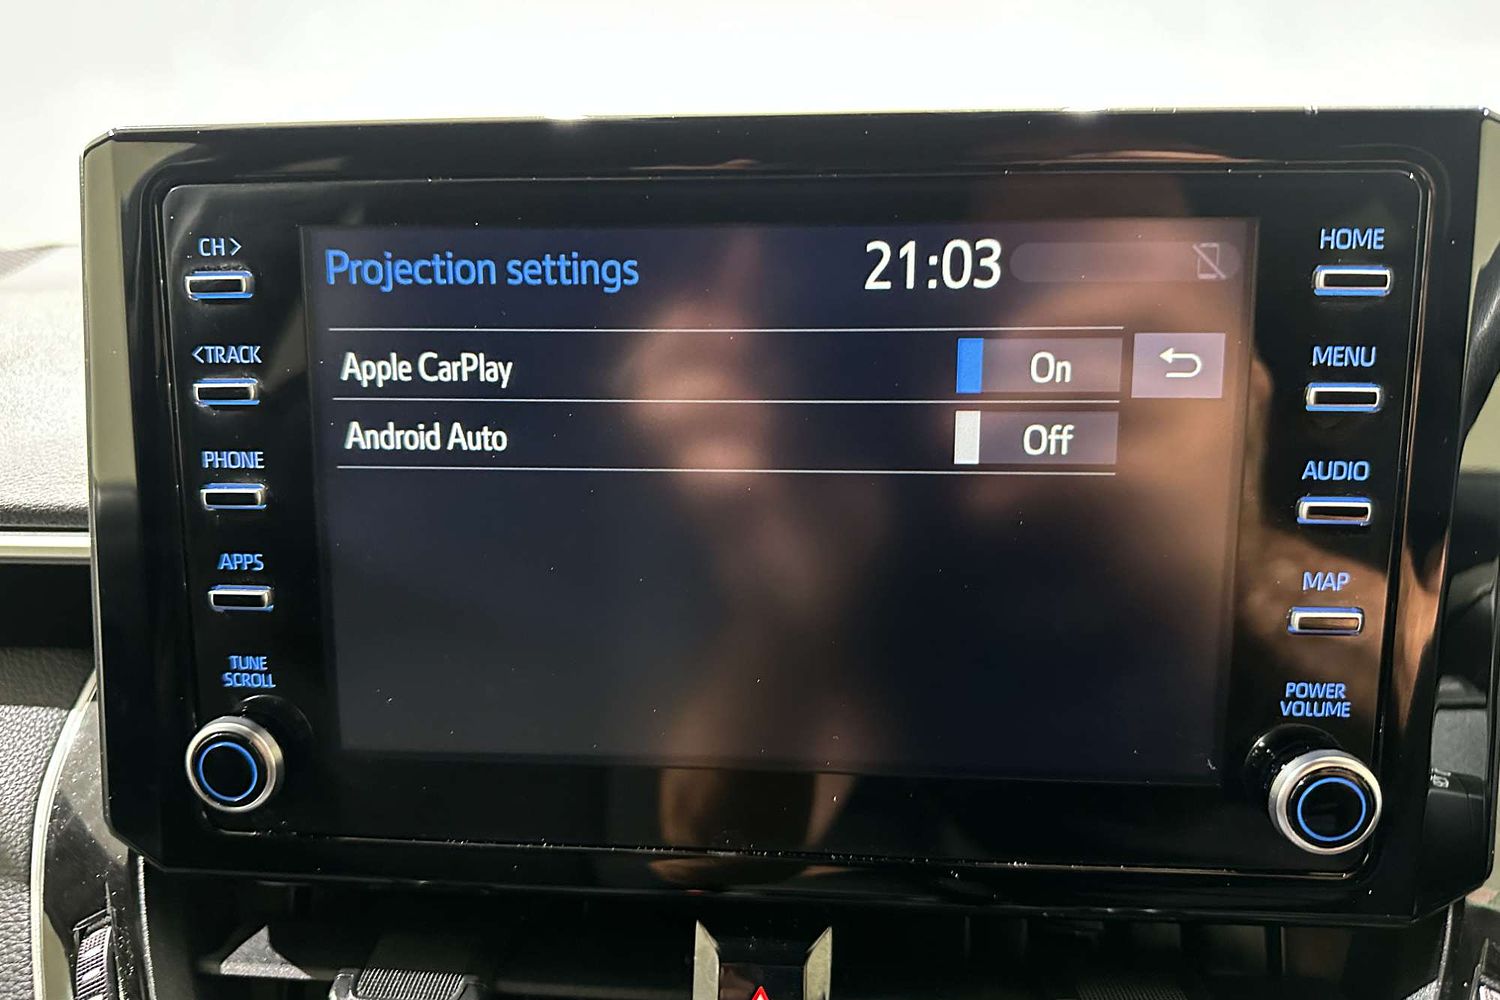 CH>
<TRACK
PHONE
APPS
TUNE
SCROLL
Projection settings
21:03
Apple CarPlay
On
Android Auto
Off
HOME
MENU
AUDIO
MAP
POWER
VOLUME